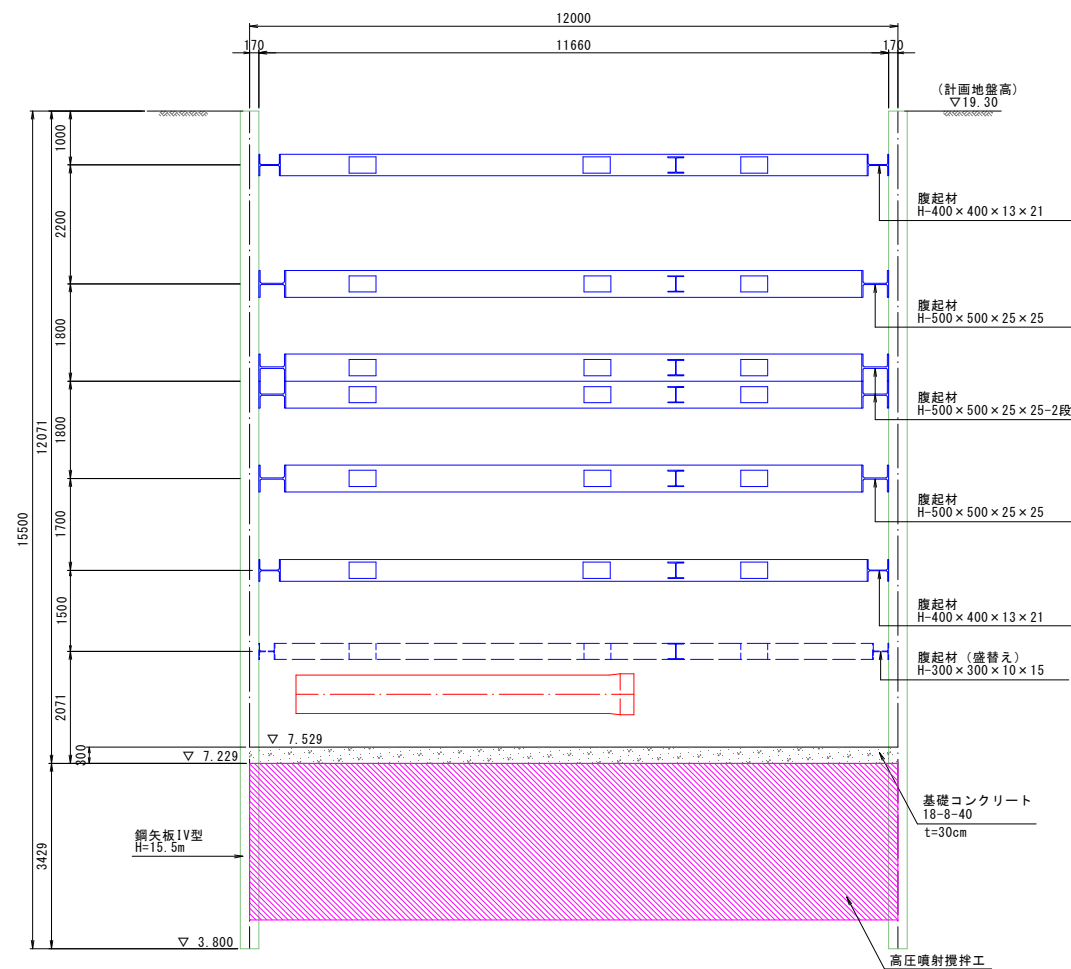 12000
170
11660
170
(計画地盤高)
▽19.30
1000
2200
1800
1800
1700
1500
2071
300
12071
3429
15500
腹起材
H-400×400×13×21
腹起材
H-500×500×25×25
腹起材
H-500×500×25×25-2段
腹起材
H-500×500×25×25
腹起材
H-400×400×13×21
腹起材（盛替え）
H-300×300×10×15
▽ 7.529
▽ 7.229
基礎コンクリート
18-8-40
t=30cm
鋼矢板IV型
H=15.5m
▽ 3.800
高圧噴射攪拌工